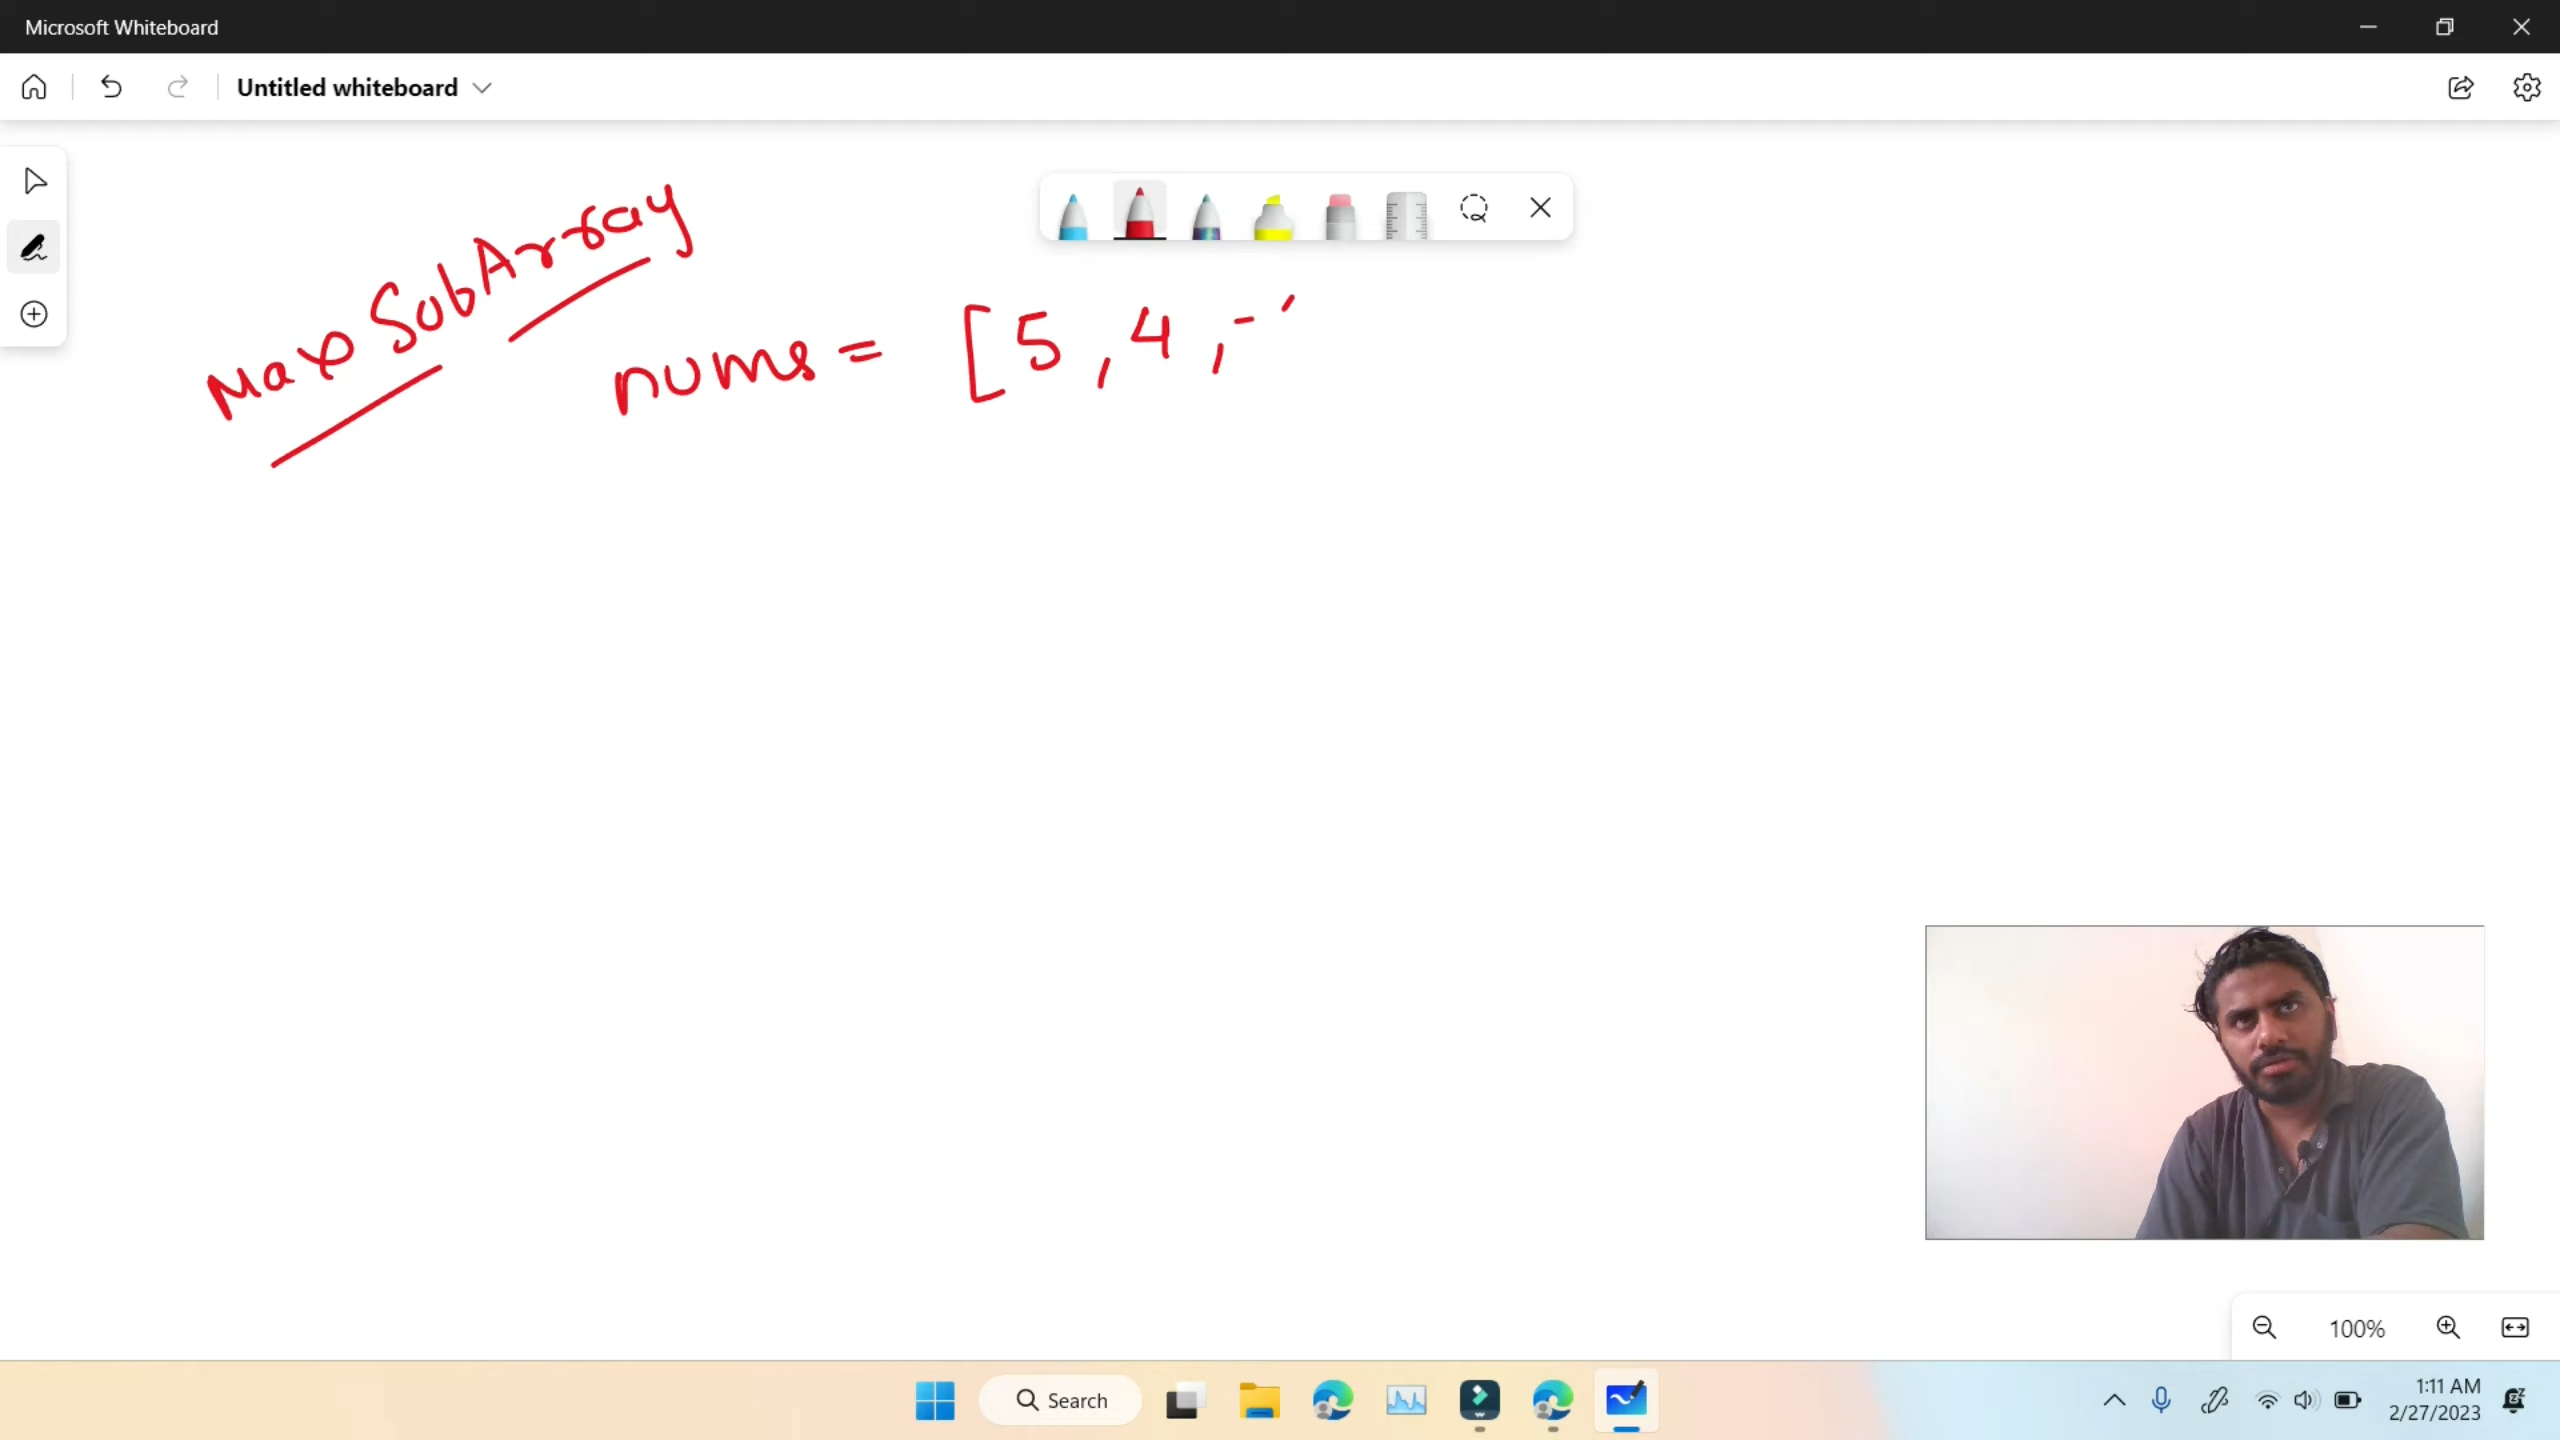 Microsoft Whiteboard
Untitled whiteboard
Max SubArray
nums = [5, 4, -
100%
Search
1:11 AM
2/27/2023